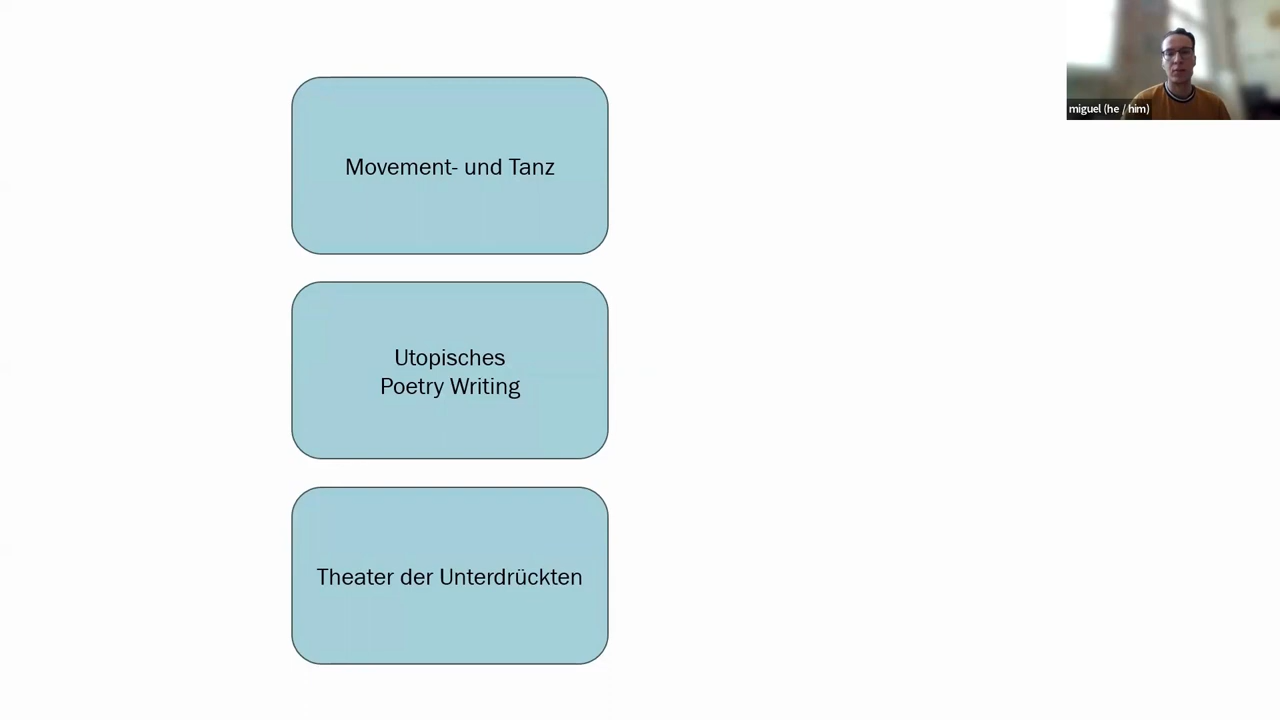 Movement- und Tanz
Utopisches
Poetry Writing
Theater der Unterdrückten
miguel (he / him)